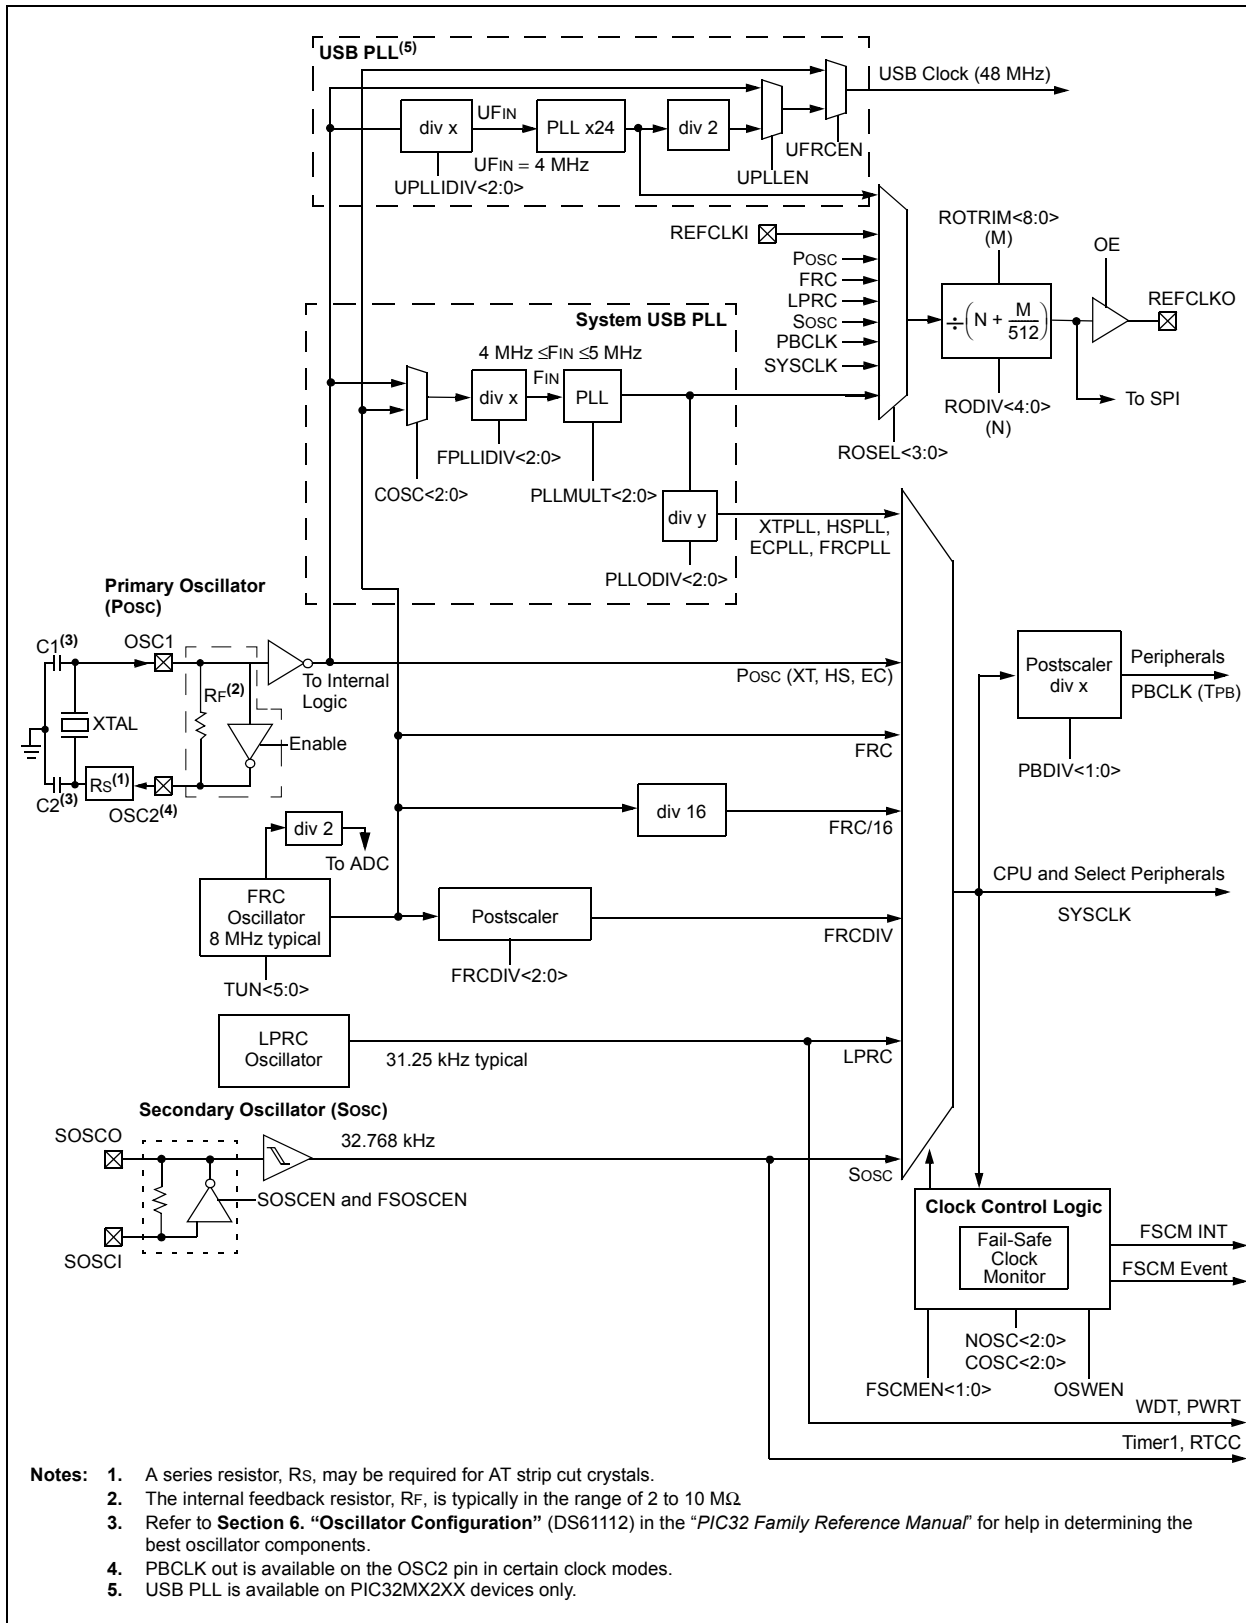 USB PLL(5)
USB Clock (48 MHz)
div x
UFIN
PLL x24
div 2
UFIN = 4 MHz
UFRCEN
UPLLEN
UPLLIDIV<2:0>
REFCLKI
POSC
FRC
LPRC
SOSC
PBCLK
SYSCLK
ROTRIM<8:0>
(M)
OE
REFCLKO
÷(N + M/512)
To SPI
RODIV<4:0>
(N)
ROSEL<3:0>
System USB PLL
4 MHz ≤FIN ≤5 MHz
FIN
div x
PLL
FPLLIDIV<2:0>
COSC<2:0>
PLLMULT<2:0>
div y
XTPLL, HSPLL,
ECPLL, FRCPLL
PLLODIV<2:0>
Primary Oscillator
(POSC)
C1(3)
OSC1
RF(2)
To Internal
Logic
XTAL
Enable
RS(1)
C2(3)
OSC2(4)
POSC (XT, HS, EC)
Postscaler
div x
Peripherals
PBCLK (TPB)
PBDIV<1:0>
FRC
div 16
FRC/16
div 2
To ADC
FRC
Oscillator
8 MHz typical
TUN<5:0>
Postscaler
FRCDIV
FRCDIV<2:0>
CPU and Select Peripherals
SYSCLK
LPRC
Oscillator
31.25 kHz typical
LPRC
Secondary Oscillator (SOSC)
SOSCO
32.768 kHz
SOSC
SOSCEN and FSOSCEN
SOSCI
Clock Control Logic
Fail-Safe
Clock
Monitor
FSCM INT
FSCM Event
NOSC<2:0>
COSC<2:0>
FSCMEN<1:0>
OSWEN
WDT, PWRT
Timer1, RTCC
Notes: 1. A series resistor, RS, may be required for AT strip cut crystals.
2. The internal feedback resistor, RF, is typically in the range of 2 to 10 MΩ
3. Refer to Section 6. “Oscillator Configuration” (DS61112) in the “PIC32 Family Reference Manual” for help in determining the
best oscillator components.
4. PBCLK out is available on the OSC2 pin in certain clock modes.
5. USB PLL is available on PIC32MX2XX devices only.